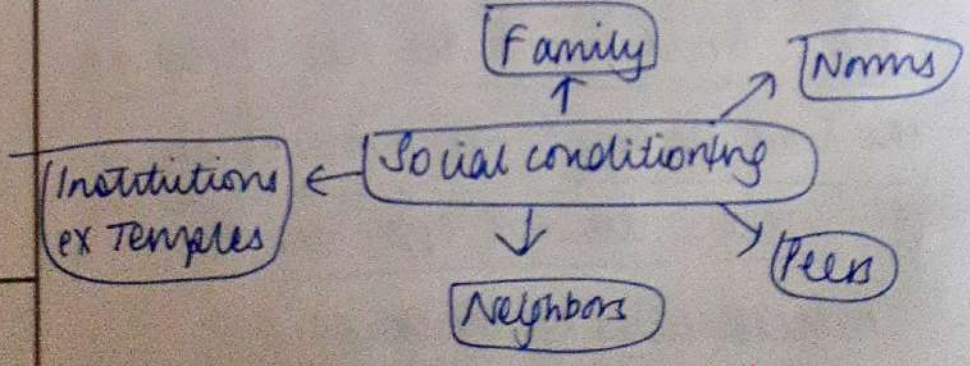 Family
Norms
Social conditioning
Institutions
ex Temples
Peers
Neighbors